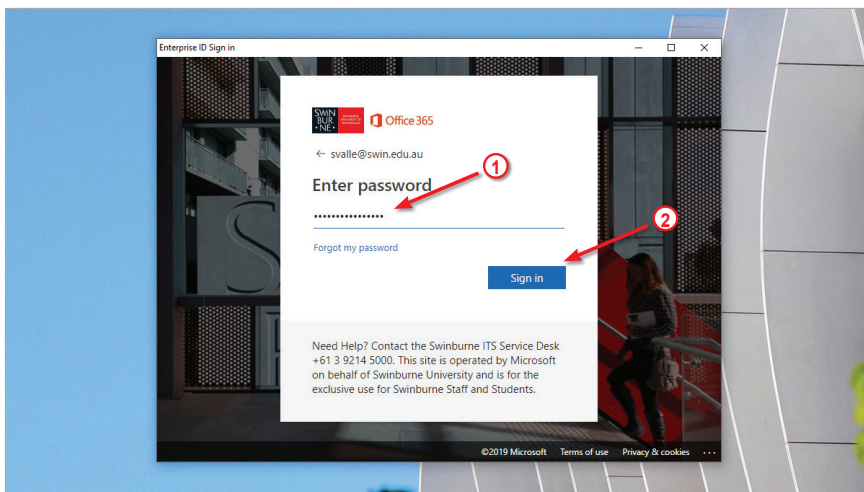 Enterprise ID Sign in
SWIN
BUR
• NE •
Office 365
← svalle@swin.edu.au
1
Enter password
••••••••••••••••
2
Forgot my password
Sign in
Need Help? Contact the Swinburne ITS Service Desk
+61 3 9214 5000. This site is operated by Microsoft
on behalf of Swinburne University and is for the
exclusive use for Swinburne Staff and Students.
©2019 Microsoft Terms of use Privacy & cookies ...